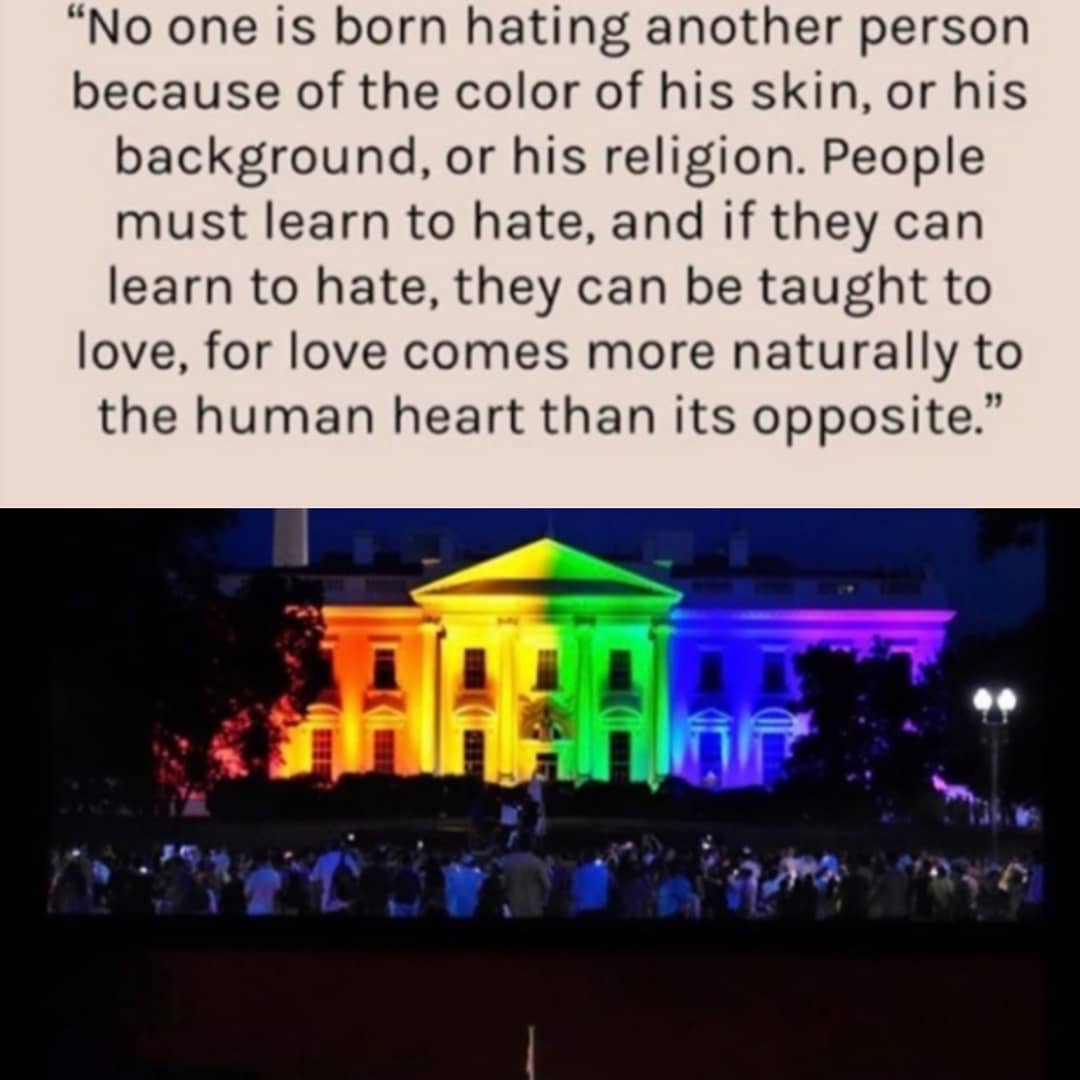 “No one is born hating another person
because of the color of his skin, or his
background, or his religion. People
must learn to hate, and if they can
learn to hate, they can be taught to
love, for love comes more naturally to
the human heart than its opposite.”